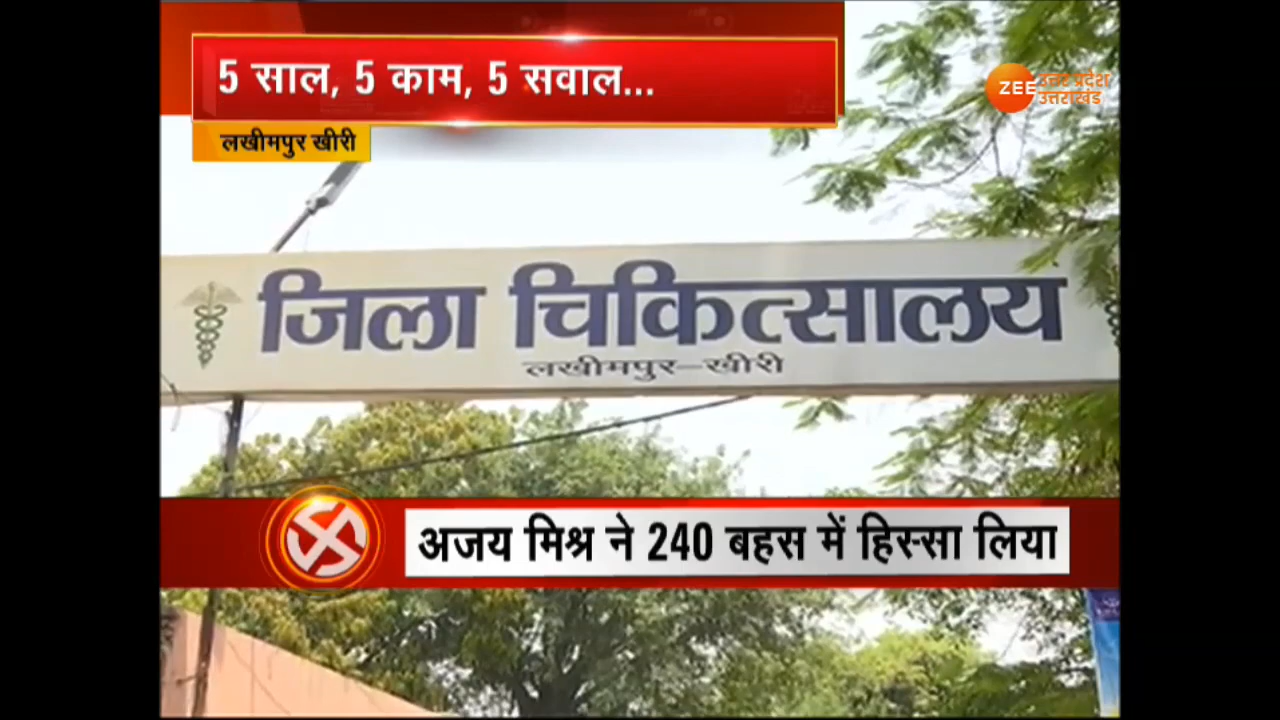 5 साल, 5 काम, 5 सवाल...
ZEE उत्तर प्रदेश
उत्तराखंड
लखीमपुर खीरी
जिला चिकित्सालय
लखीमपुर-खीरी
अजय मिश्र ने 240 बहस में हिस्सा लिया